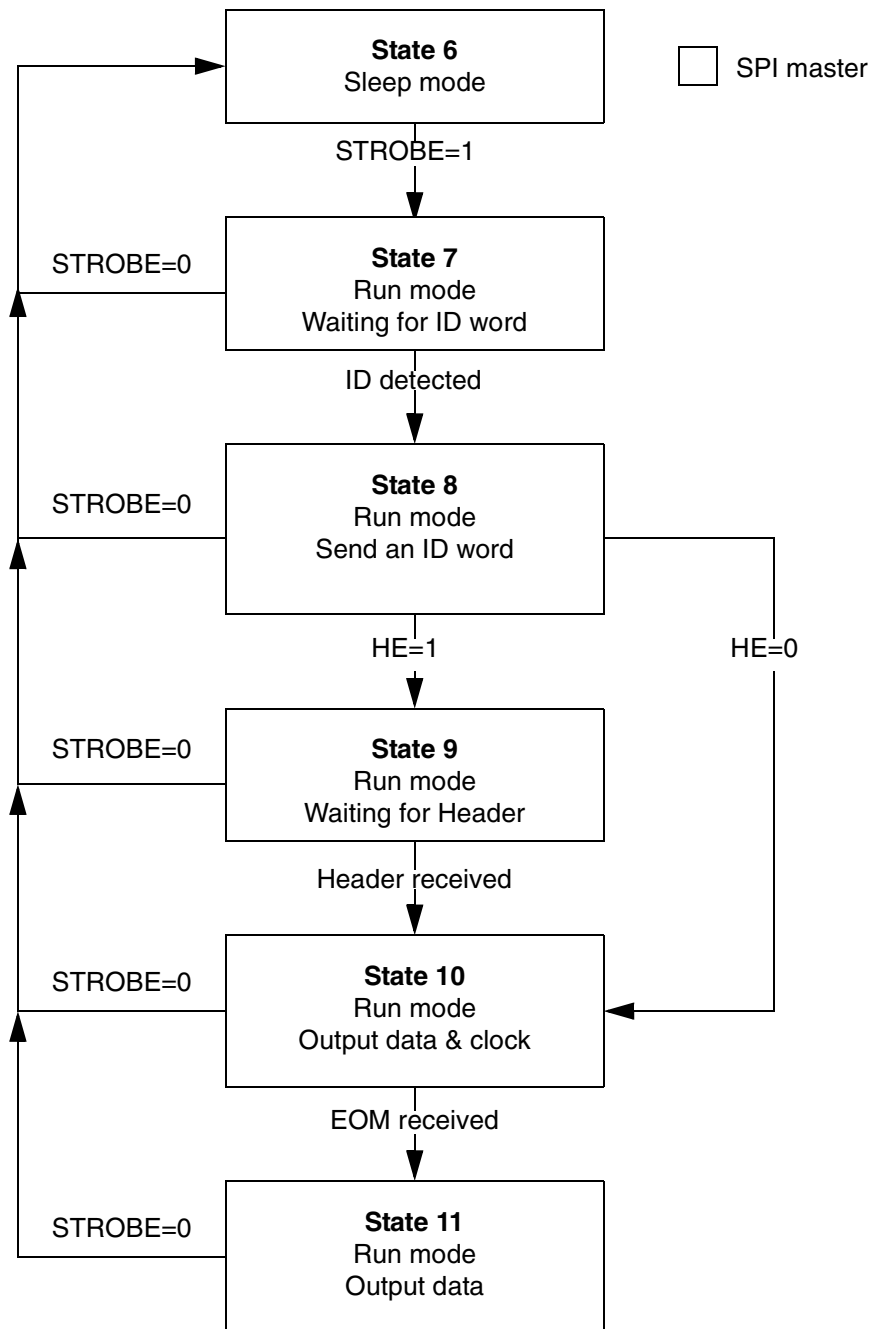 State 6
Sleep mode
SPI master
STROBE=1
State 7
Run mode
Waiting for ID word
STROBE=0
ID detected
State 8
Run mode
Send an ID word
STROBE=0
HE=1
HE=0
State 9
Run mode
Waiting for Header
STROBE=0
Header received
State 10
Run mode
Output data & clock
STROBE=0
EOM received
State 11
Run mode
Output data
STROBE=0